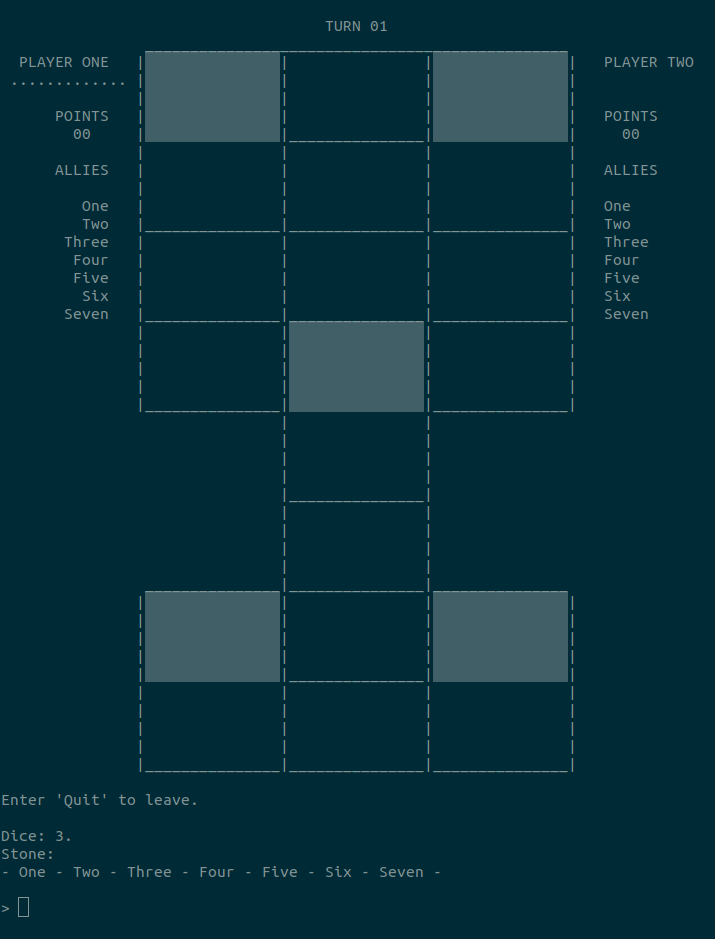 TURN 01
PLAYER ONE PLAYER TWO
.............
POINTS POINTS
00 00
ALLIES ALLIES
One One
Two Two
Three Three
Four Four
Five Five
Six Six
Seven Seven
Enter 'Quit' to leave.
Dice: 3.
Stone:
- One - Two - Three - Four - Five - Six - Seven -
>